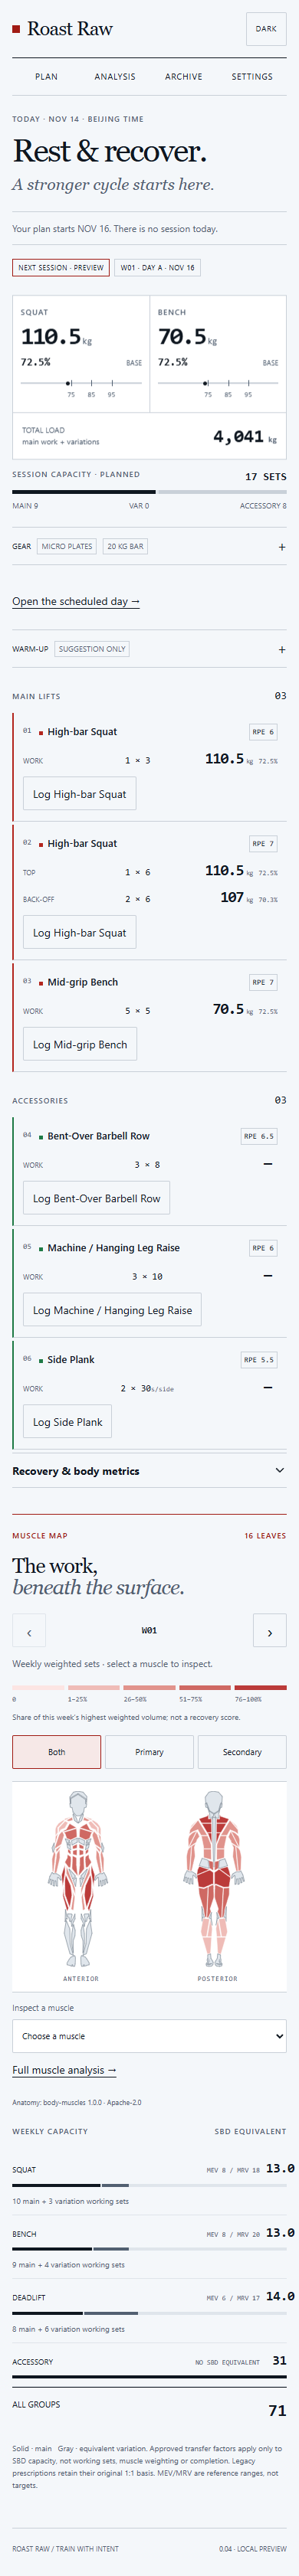 Roast Raw
DARK
PLAN ANALYSIS ARCHIVE SETTINGS
TODAY · NOV 14 · BEIJING TIME
Rest & recover.
A stronger cycle starts here.
Your plan starts NOV 16. There is no session today.
NEXT SESSION · PREVIEW
W01 · DAY A · NOV 16
SQUAT
110.5 kg
72.5% BASE
75 85 95
BENCH
70.5 kg
72.5% BASE
75 85 95
TOTAL LOAD
main work + variations
4,041 kg
SESSION CAPACITY · PLANNED 17 SETS
MAIN 9 VAR 0 ACCESSORY 8
GEAR MICRO PLATES 20 KG BAR +
Open the scheduled day →
WARM-UP SUGGESTION ONLY +
MAIN LIFTS 03
01 High-bar Squat RPE 6
WORK 1 × 3 110.5 kg 72.5%
Log High-bar Squat
02 High-bar Squat RPE 7
TOP 1 × 6 110.5 kg 72.5%
BACK-OFF 2 × 6 107 kg 70.3%
Log High-bar Squat
03 Mid-grip Bench RPE 7
WORK 5 × 5 70.5 kg 72.5%
Log Mid-grip Bench
ACCESSORIES 03
04 Bent-Over Barbell Row RPE 6.5
WORK 3 × 8 —
Log Bent-Over Barbell Row
05 Machine / Hanging Leg Raise RPE 6
WORK 3 × 10 —
Log Machine / Hanging Leg Raise
06 Side Plank RPE 5.5
WORK 2 × 30s/side —
Log Side Plank
Recovery & body metrics
MUSCLE MAP 16 LEAVES
The work,
beneath the surface.
‹ W01 ›
Weekly weighted sets · select a muscle to inspect.
0 1–25% 26–50% 51–75% 76–100%
Share of this week's highest weighted volume; not a recovery score.
Both Primary Secondary
ANTERIOR POSTERIOR
Inspect a muscle
Choose a muscle
Full muscle analysis →
Anatomy: body-muscles 1.0.0 · Apache-2.0
WEEKLY CAPACITY SBD EQUIVALENT
SQUAT MEV 8 / MRV 18 13.0
10 main + 3 variation working sets
BENCH MEV 8 / MRV 20 13.0
9 main + 4 variation working sets
DEADLIFT MEV 6 / MRV 17 14.0
8 main + 6 variation working sets
ACCESSORY NO SBD EQUIVALENT 31
ALL GROUPS 71
Solid · main Gray · equivalent variation. Approved transfer factors apply only to
SBD capacity, not working sets, muscle weighting or completion. Legacy
prescriptions retain their original 1:1 basis. MEV/MRV are reference ranges, not
targets.
ROAST RAW / TRAIN WITH INTENT 0.04 · LOCAL PREVIEW